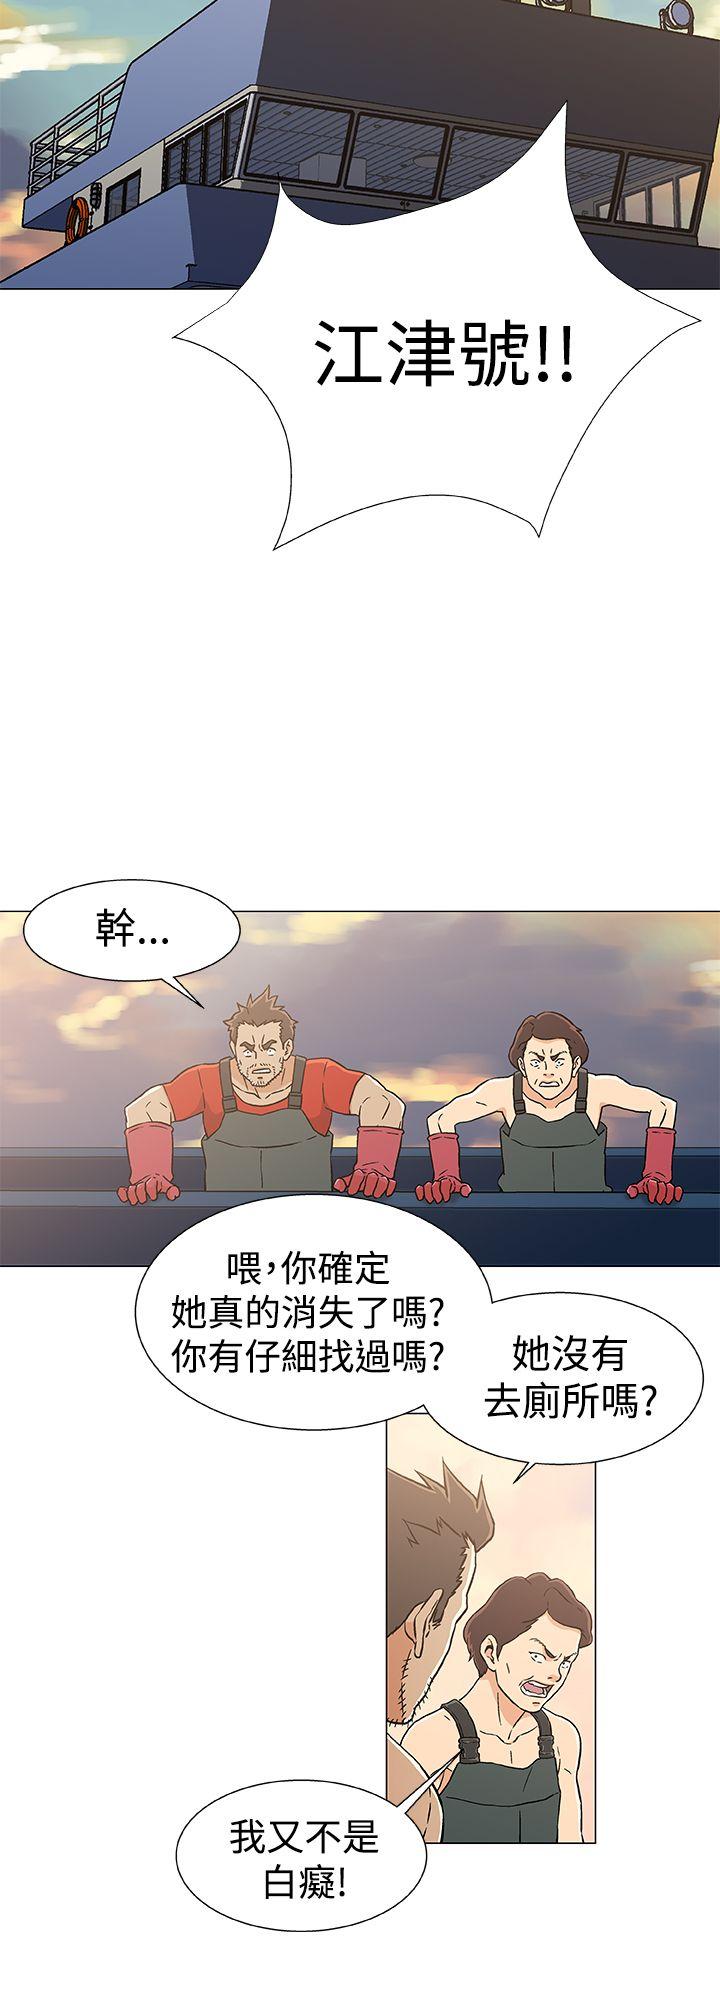 江津號!!
幹...
喂，你確定
她真的消失了嗎?
你有仔細找過嗎?
她沒有
去廁所嗎?
我又不是
白癡!